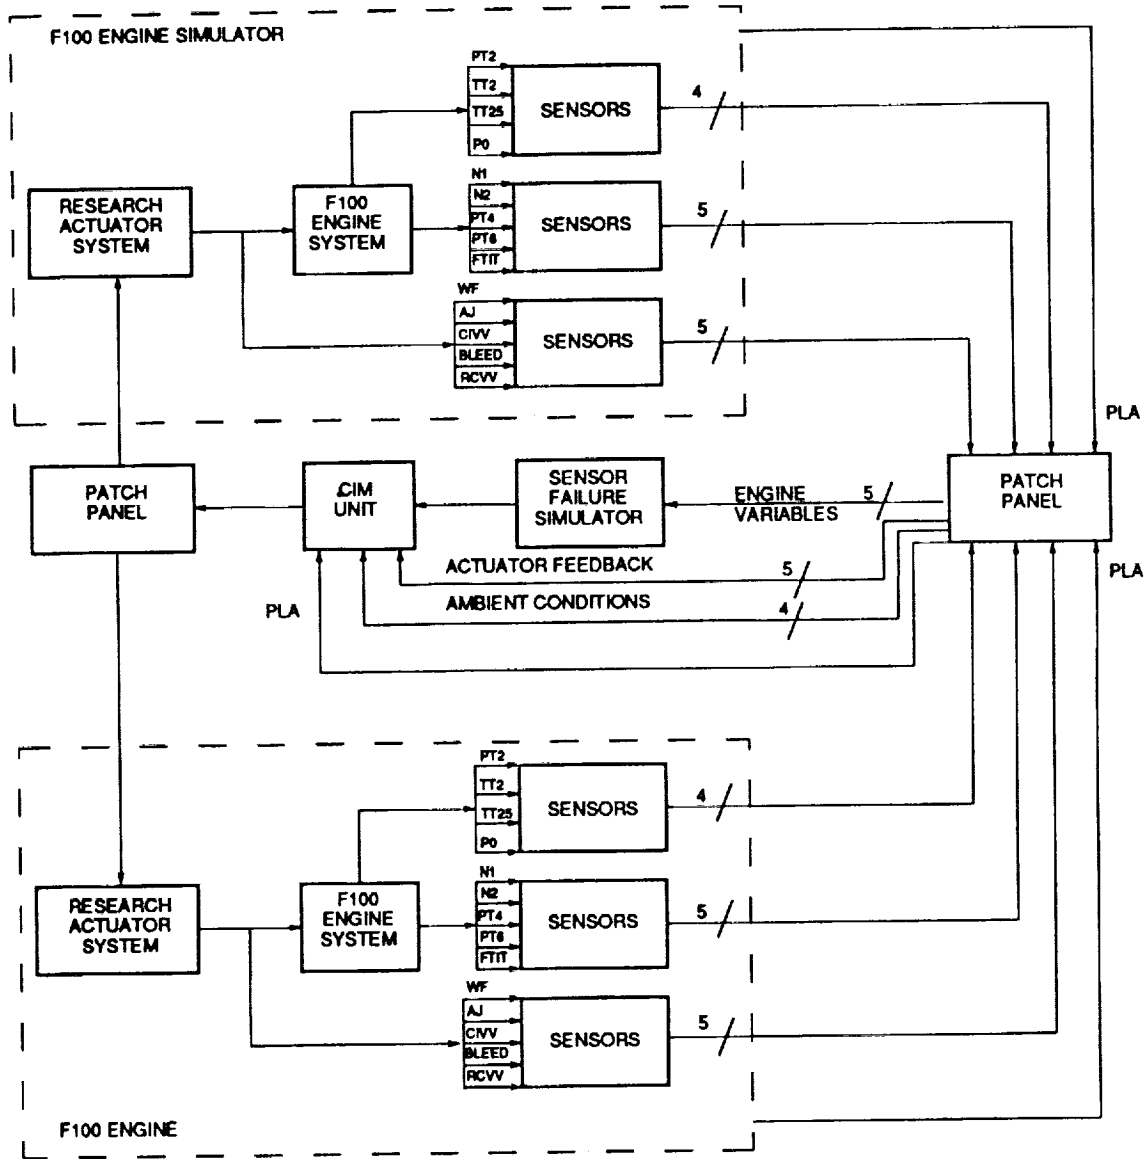 F100 ENGINE SIMULATOR
PT2
TT2
TT25
P0
SENSORS
4
RESEARCH
ACTUATOR
SYSTEM
F100
ENGINE
SYSTEM
N1
N2
PT4
PT6
FTIT
SENSORS
5
WF
AJ
CIVV
BLEED
RCVV
SENSORS
5
PLA
PATCH
PANEL
CIM
UNIT
SENSOR
FAILURE
SIMULATOR
ENGINE
VARIABLES
5
PATCH
PANEL
ACTUATOR FEEDBACK
5
PLA
AMBIENT CONDITIONS
4
PLA
PT2
TT2
TT25
P0
SENSORS
4
RESEARCH
ACTUATOR
SYSTEM
F100
ENGINE
SYSTEM
N1
N2
PT4
PT6
FTIT
SENSORS
5
WF
AJ
CIVV
BLEED
RCVV
SENSORS
5
F100 ENGINE